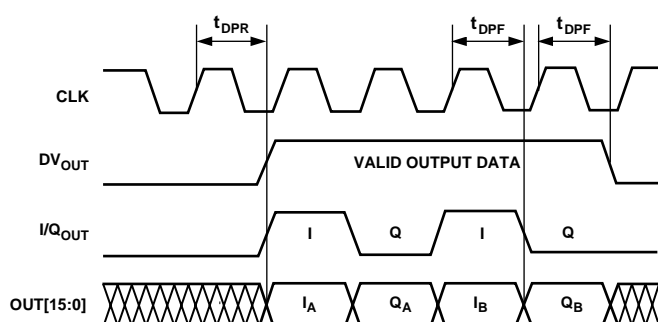 tDPR tDPF tDPF
CLK
DVOUT VALID OUTPUT DATA
I/QOUT I Q I Q
OUT[15:0] IA QA IB QB